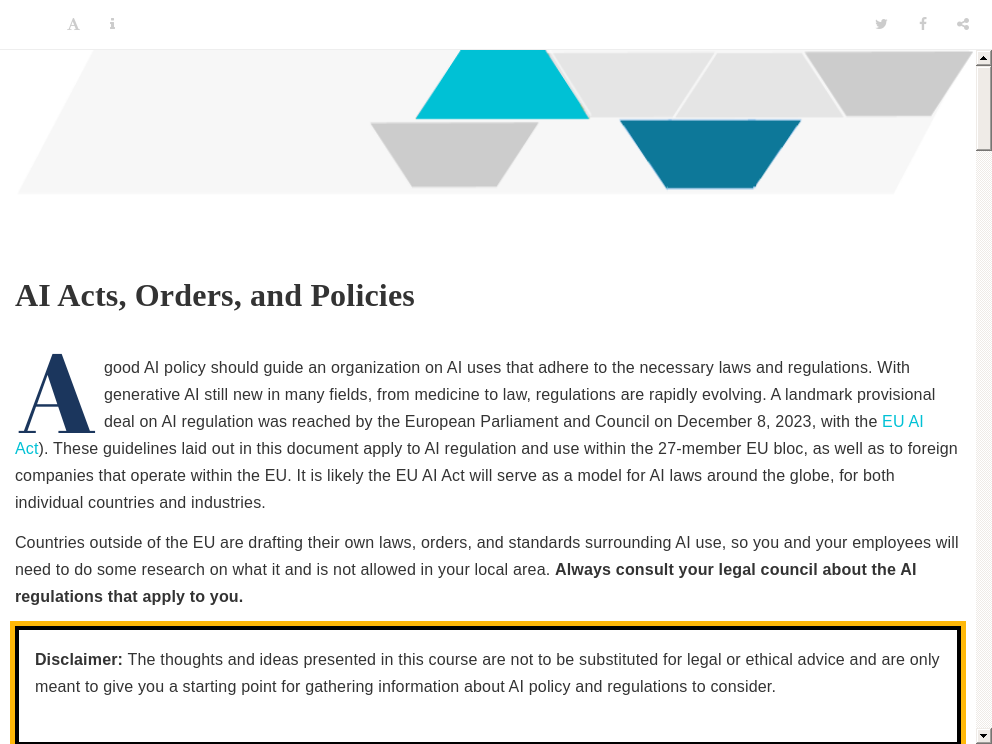 AI Acts, Orders, and Policies
A good AI policy should guide an organization on AI uses that adhere to the necessary laws and regulations. With
generative AI still new in many fields, from medicine to law, regulations are rapidly evolving. A landmark provisional
deal on AI regulation was reached by the European Parliament and Council on December 8, 2023, with the EU AI
Act). These guidelines laid out in this document apply to AI regulation and use within the 27-member EU bloc, as well as to foreign
companies that operate within the EU. It is likely the EU AI Act will serve as a model for AI laws around the globe, for both
individual countries and industries.
Countries outside of the EU are drafting their own laws, orders, and standards surrounding AI use, so you and your employees will
need to do some research on what it and is not allowed in your local area. Always consult your legal council about the AI
regulations that apply to you.
Disclaimer: The thoughts and ideas presented in this course are not to be substituted for legal or ethical advice and are only
meant to give you a starting point for gathering information about AI policy and regulations to consider.